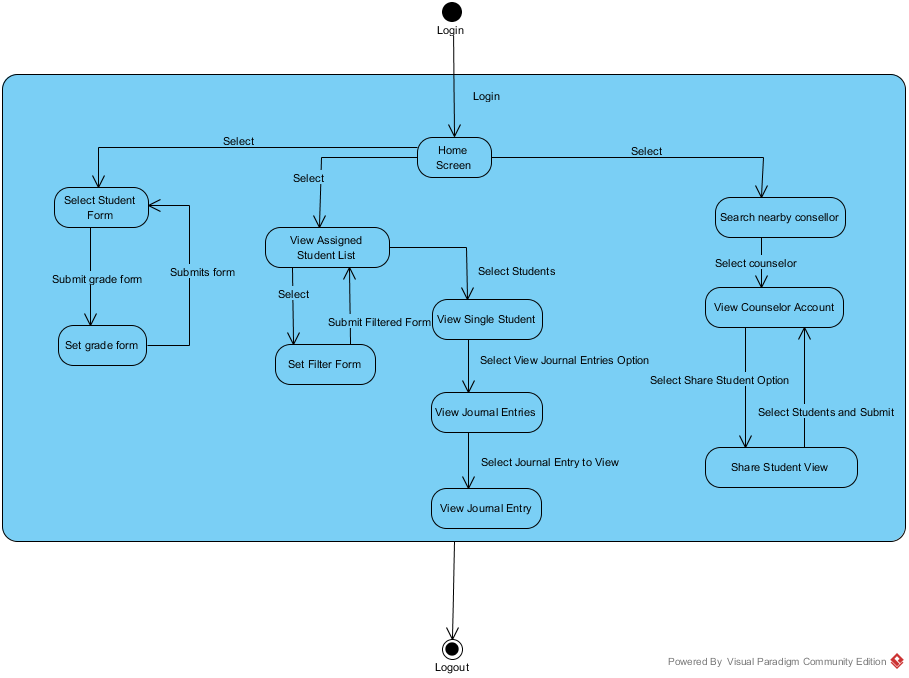 Login
Login
Select
Home
Screen
Select
Select
Select Student
Form
Search nearby consellor
View Assigned
Student List
Submit grade form
Submits form
Select Students
Select counselor
Select
View Counselor Account
Submit Filtered Form
View Single Student
Set grade form
Set Filter Form
Select View Journal Entries Option
Select Share Student Option
View Journal Entries
Select Students and Submit
Select Journal Entry to View
Share Student View
View Journal Entry
Logout
Powered By Visual Paradigm Community Edition